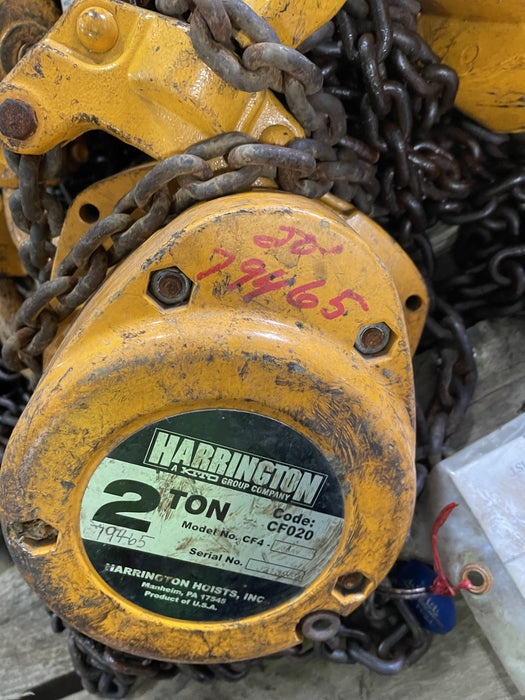 20'
79465
HARRINGTON
A KITO GROUP COMPANY
2 TON
Code:
CF020
Model No. CF4
79465
Serial No.
HARRINGTON HOISTS, INC.
Manheim, PA 17545
Product of U.S.A.